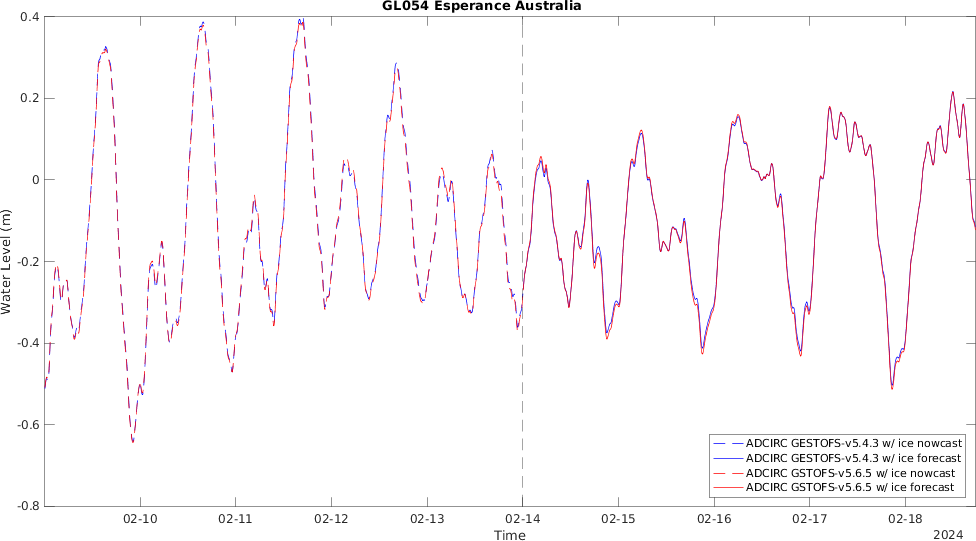 GL054 Esperance Australia
Water Level (m)
0.4
0.2
0
-0.2
-0.4
-0.6
-0.8
ADCIRC GESTOFS-v5.4.3 w/ ice nowcast
ADCIRC GESTOFS-v5.4.3 w/ ice forecast
ADCIRC GSTOFS-v5.6.5 w/ ice nowcast
ADCIRC GSTOFS-v5.6.5 w/ ice forecast
02-10 02-11 02-12 02-13 02-14 02-15 02-16 02-17 02-18
Time
2024